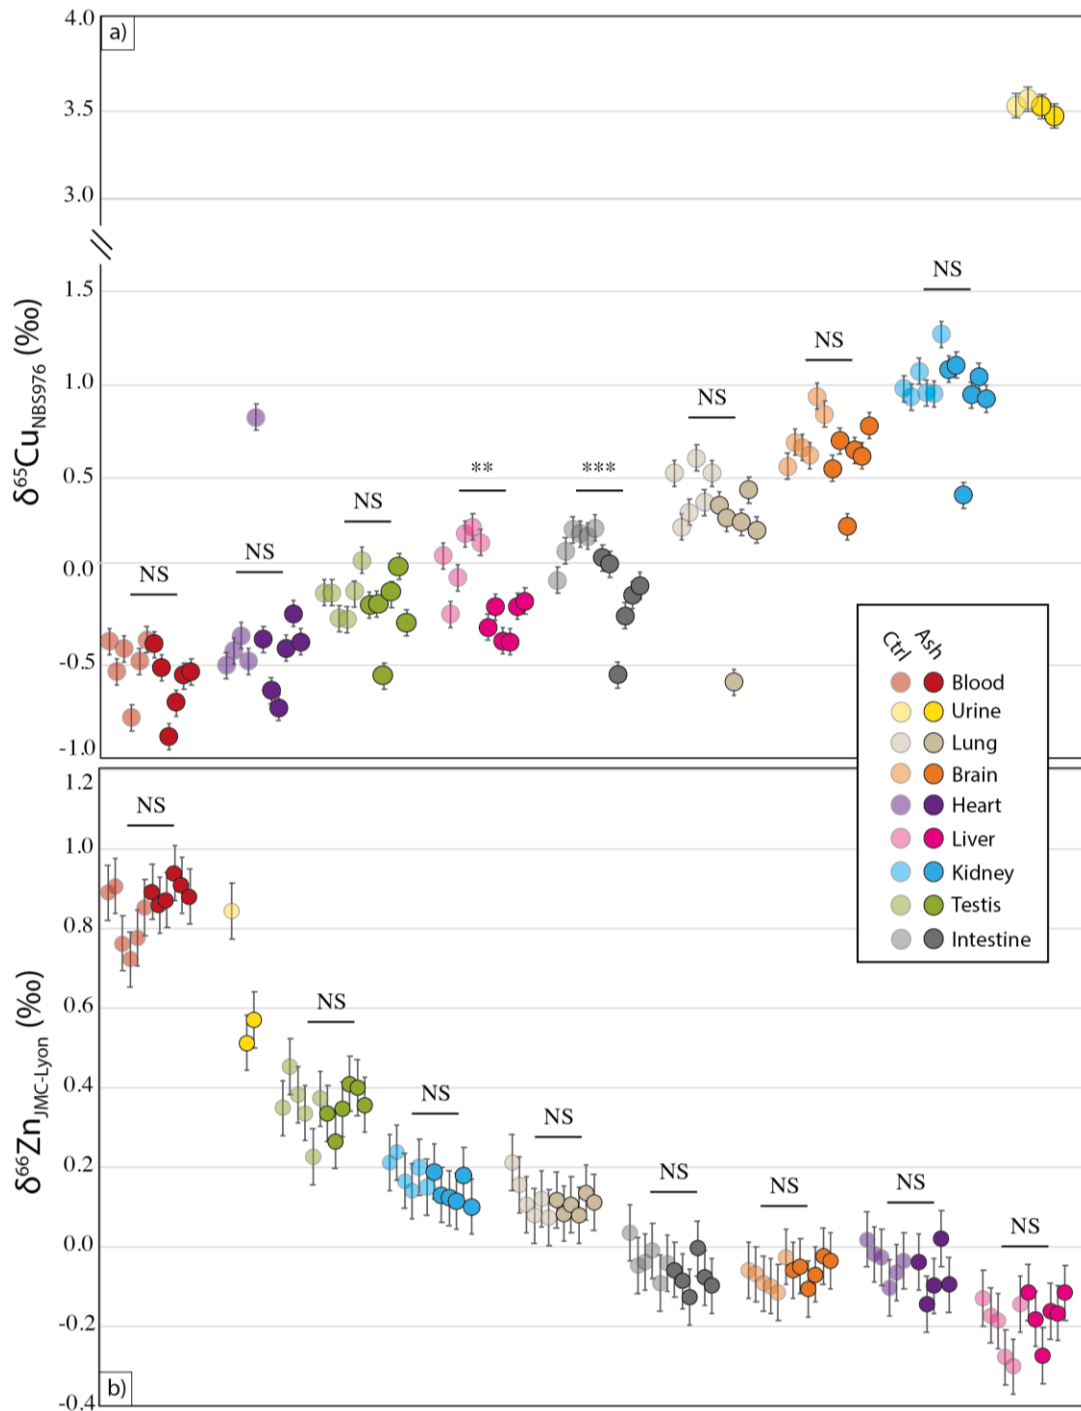 a)
4.0
3.5
3.0
1.5
1.0
0.5
0.0
-0.5
-1.0
δ⁶⁵Cu_NBS976 (‰)
NS
NS
NS
**
***
NS
NS
NS
Ctrl Ash
Blood
Urine
Lung
Brain
Heart
Liver
Kidney
Testis
Intestine
1.2
1.0
0.8
0.6
0.4
0.2
0.0
-0.2
-0.4
δ⁶⁶Zn_JMC-Lyon (‰)
NS
NS
NS
NS
NS
NS
NS
NS
b)